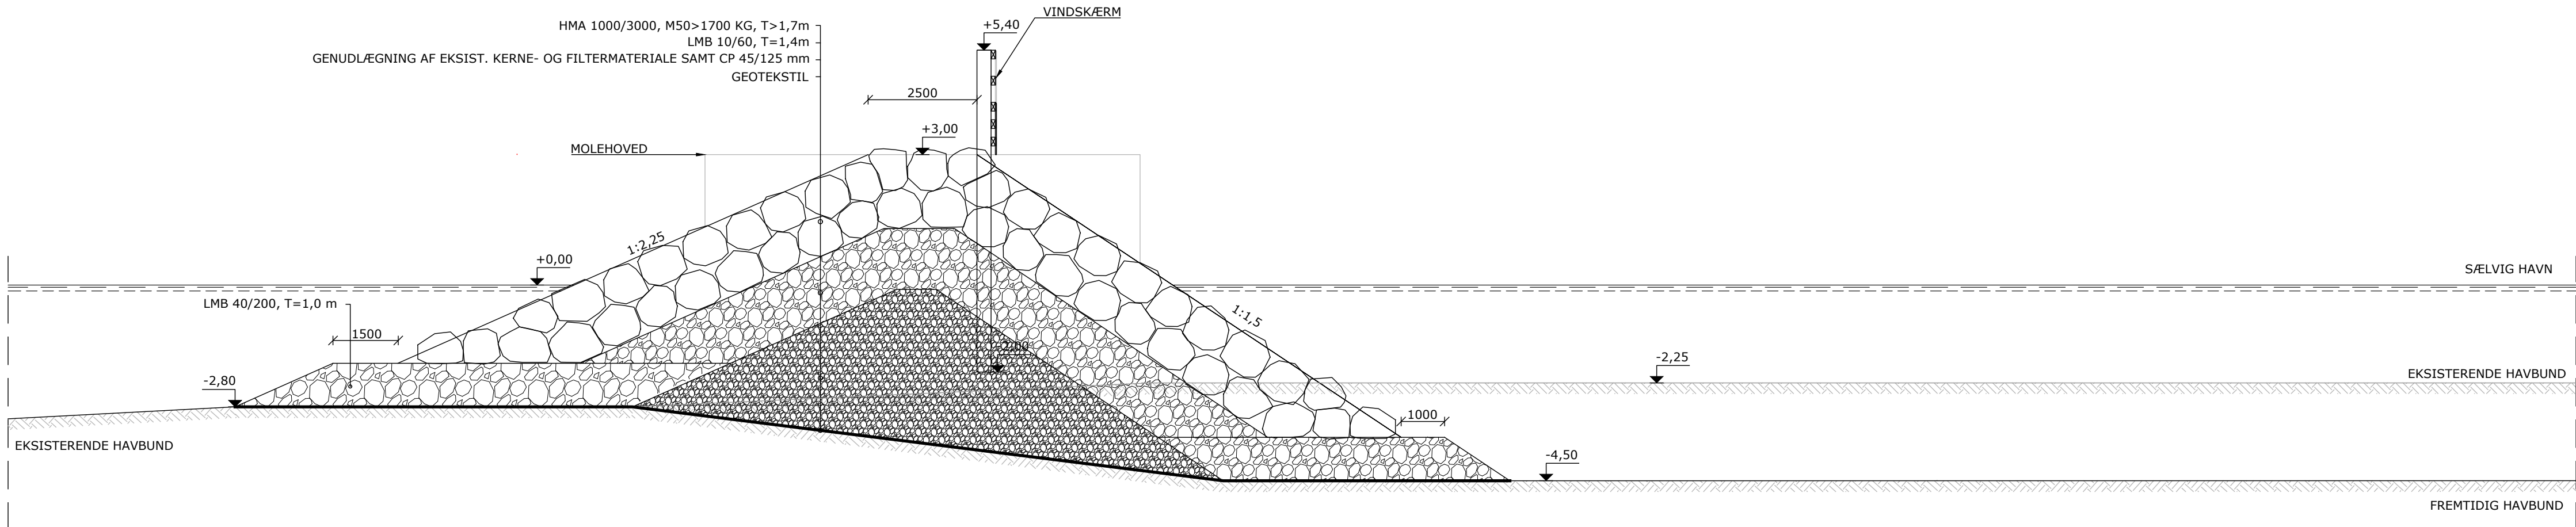 VINDSKÆRM
HMA 1000/3000, M50>1700 KG, T>1,7m
+5,40
LMB 10/60, T=1,4m
GENUDLÆGNING AF EKSIST. KERNE- OG FILTERMATERIALE SAMT CP 45/125 mm
GEOTEKSTIL
2500
+3,00
MOLEHOVED
1:2,25
+0,00
SÆLVIG HAVN
LMB 40/200, T=1,0 m
1:1,5
1500
-2,00
-2,25
EKSISTERENDE HAVBUND
-2,80
1000
EKSISTERENDE HAVBUND
-4,50
FREMTIDIG HAVBUND